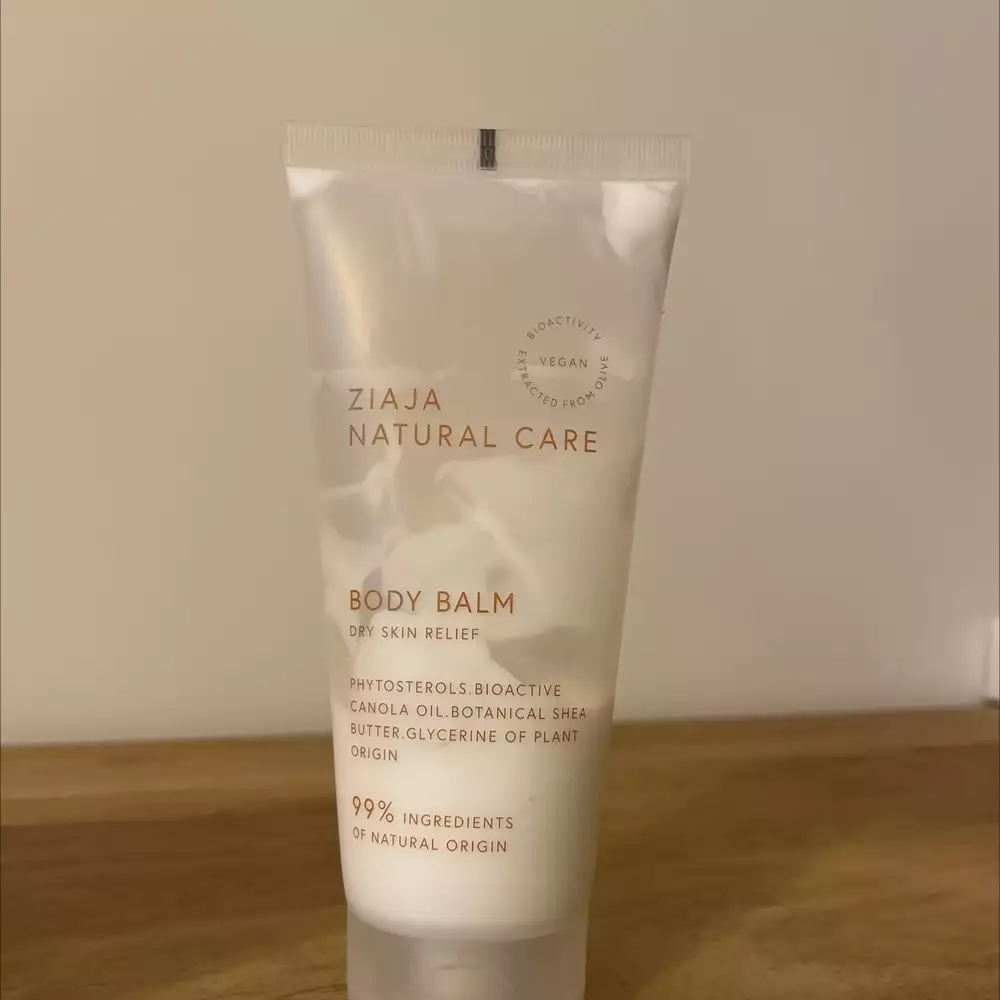 BIOACTIVITY
VEGAN
EXTRACTED FROM OLIVE
ZIAJA
NATURAL CARE
BODY BALM
DRY SKIN RELIEF
PHYTOSTEROLS.BIOACTIVE
CANOLA OIL.BOTANICAL SHEA
BUTTER.GLYCERINE OF PLANT
ORIGIN
99% INGREDIENTS
OF NATURAL ORIGIN